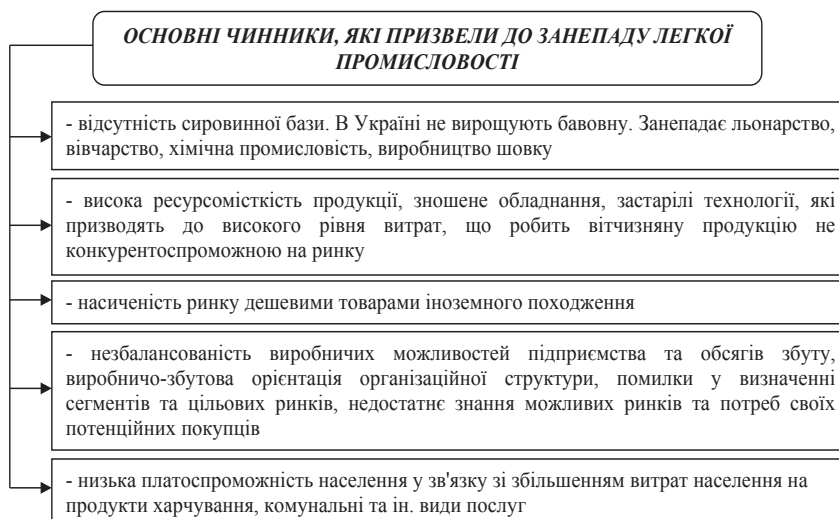 ОСНОВНІ ЧИННИКИ, ЯКІ ПРИЗВЕЛИ ДО ЗАНЕПАДУ ЛЕГКОЇ
ПРОМИСЛОВОСТІ
- відсутність сировинної бази. В Україні не вирощують бавовну. Занепадає льонарство,
вівчарство, хімічна промисловість, виробництво шовку
- висока ресурсомісткість продукції, зношене обладнання, застарілі технології, які
призводять до високого рівня витрат, що робить вітчизняну продукцію не
конкурентоспроможною на ринку
- насиченість ринку дешевими товарами іноземного походження
- незбалансованість виробничих можливостей підприємства та обсягів збуту,
виробничо-збутова орієнтація організаційної структури, помилки у визначенні
сегментів та цільових ринків, недостатнє знання можливих ринків та потреб своїх
потенційних покупців
- низька платоспроможність населення у зв'язку зі збільшенням витрат населення на
продукти харчування, комунальні та ін. види послуг